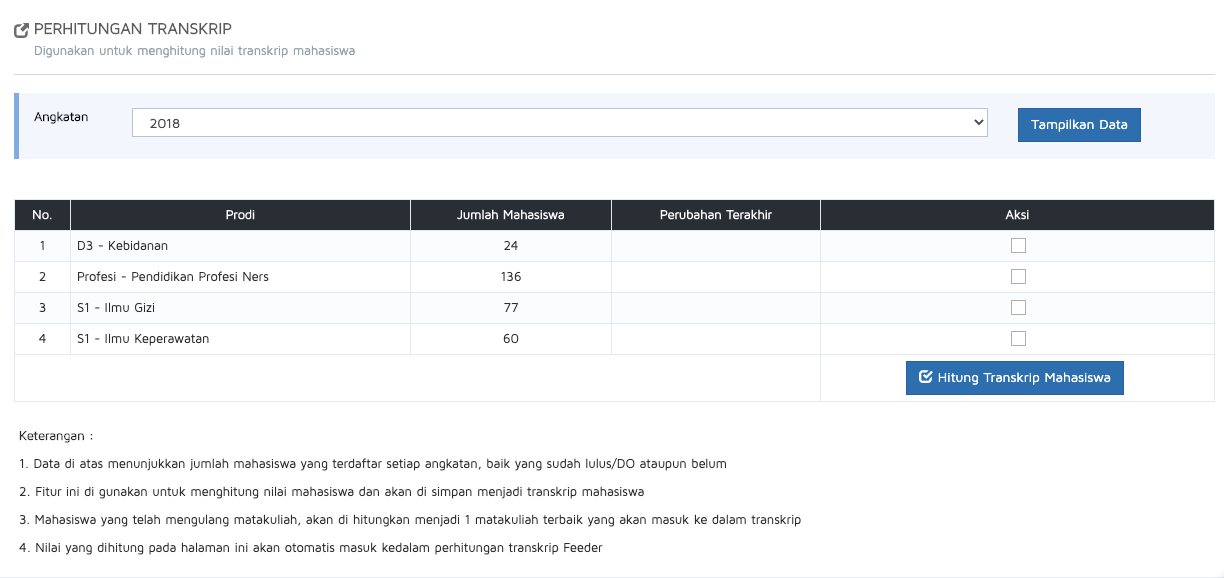 PERHITUNGAN TRANSKRIP
Digunakan untuk menghitung nilai transkrip mahasiswa
Angkatan 2018 Tampilkan Data
No. Prodi Jumlah Mahasiswa Perubahan Terakhir Aksi
1 D3 - Kebidanan 24
2 Profesi - Pendidikan Profesi Ners 136
3 S1 - Ilmu Gizi 77
4 S1 - Ilmu Keperawatan 60
Hitung Transkrip Mahasiswa
Keterangan :
1. Data di atas menunjukkan jumlah mahasiswa yang terdaftar setiap angkatan, baik yang sudah lulus/DO ataupun belum
2. Fitur ini di gunakan untuk menghitung nilai mahasiswa dan akan di simpan menjadi transkrip mahasiswa
3. Mahasiswa yang telah mengulang matakuliah, akan di hitungkan menjadi 1 matakuliah terbaik yang akan masuk ke dalam transkrip
4. Nilai yang dihitung pada halaman ini akan otomatis masuk kedalam perhitungan transkrip Feeder